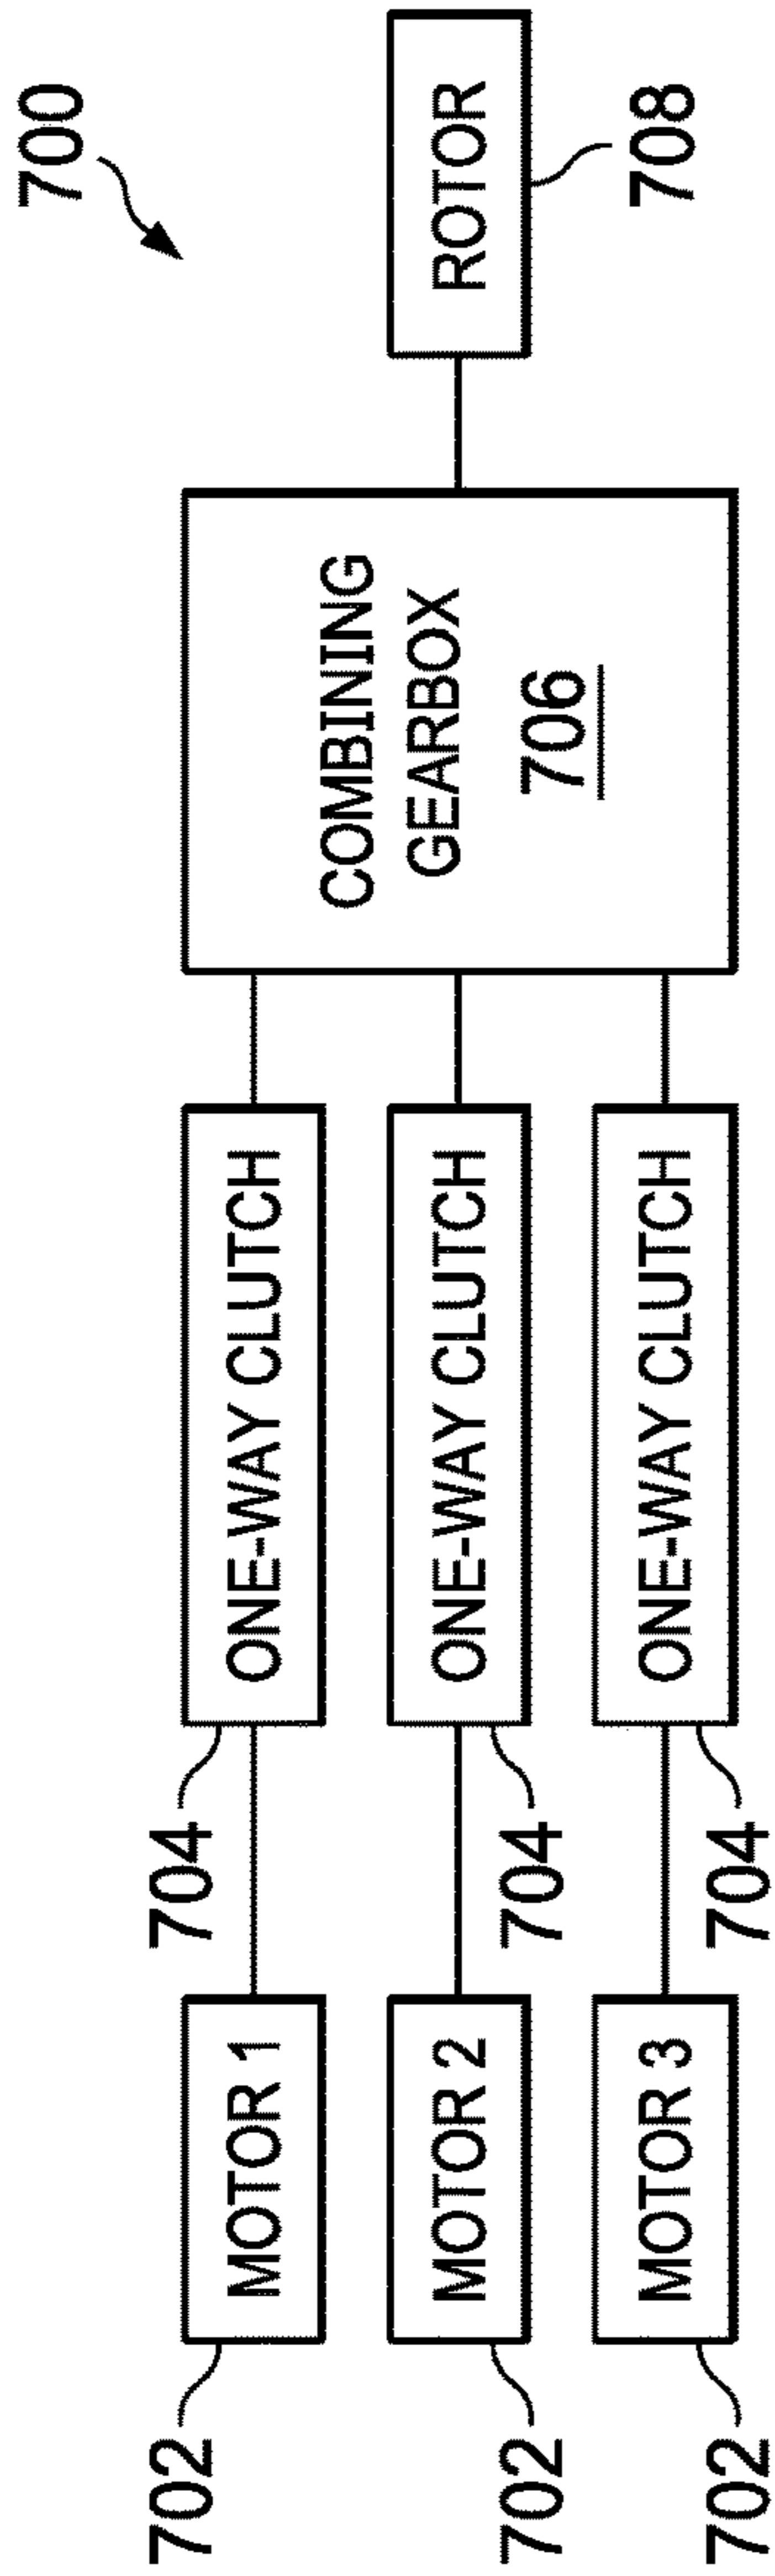 700
702
MOTOR 1
704
ONE-WAY CLUTCH
702
MOTOR 2
704
ONE-WAY CLUTCH
702
MOTOR 3
704
ONE-WAY CLUTCH
COMBINING
GEARBOX
706
ROTOR
708